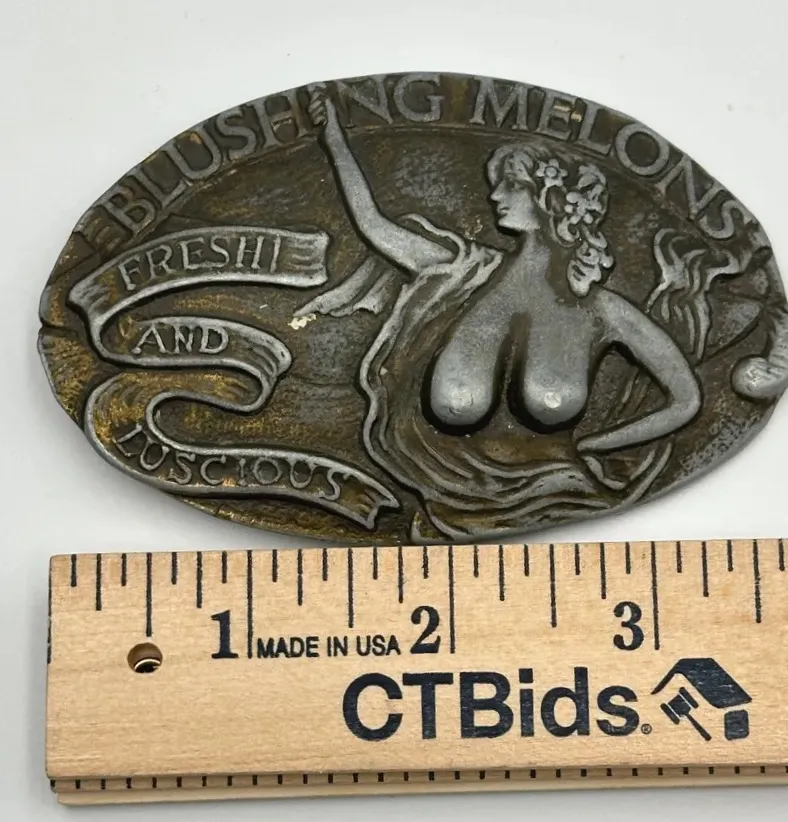 BLUSHING MELONS
FRESH!
AND
LUSCIOUS
1 2 3
MADE IN USA
CTBids.®